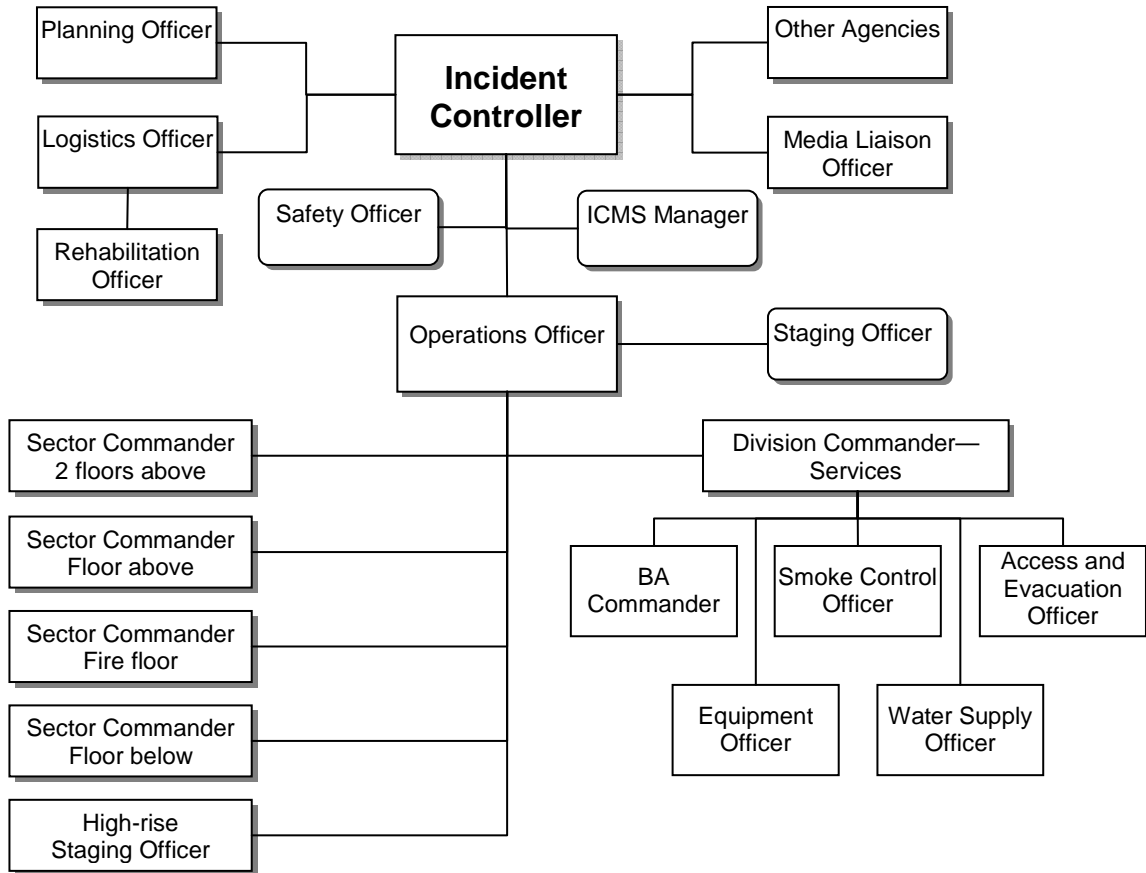 Planning Officer
Other Agencies
Incident
Controller
Logistics Officer
Media Liaison
Officer
Safety Officer
ICMS Manager
Rehabilitation
Officer
Operations Officer
Staging Officer
Sector Commander
2 floors above
Division Commander—
Services
Sector Commander
Floor above
BA
Commander
Smoke Control
Officer
Access and
Evacuation
Officer
Sector Commander
Fire floor
Sector Commander
Floor below
Equipment
Officer
Water Supply
Officer
High-rise
Staging Officer